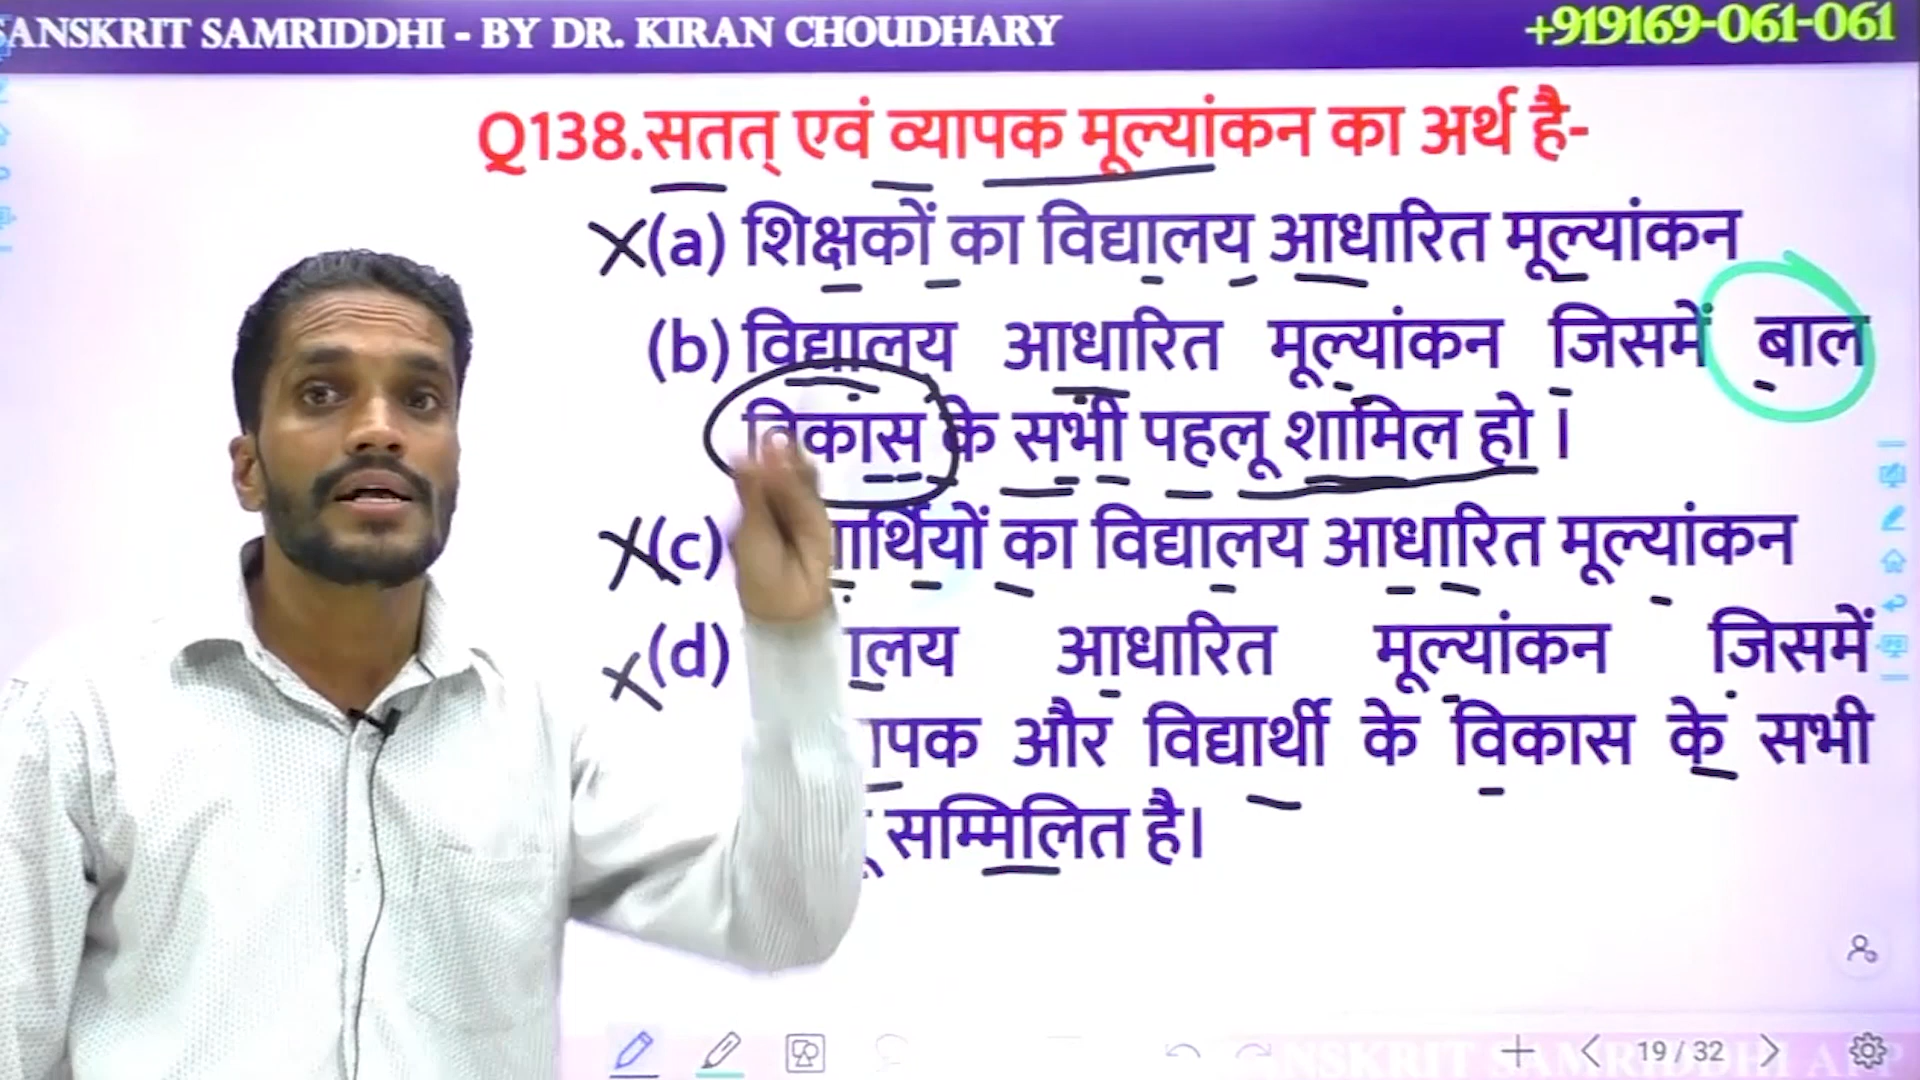 SANSKRIT SAMRIDDHI - BY DR. KIRAN CHOUDHARY
+919169-061-061
Q138.सतत् एवं व्यापक मूल्यांकन का अर्थ है-
(a) शिक्षकों का विद्यालय आधारित मूल्यांकन
(b) विद्यालय आधारित मूल्यांकन जिसमें बाल
विकास के सभी पहलू शामिल हो ।
(c) का विद्यालय आधारित मूल्यांकन
(d) आधारित मूल्यांकन जिसमें
और विद्यार्थी के विकास के सभी
सम्मिलित है।
19 / 32